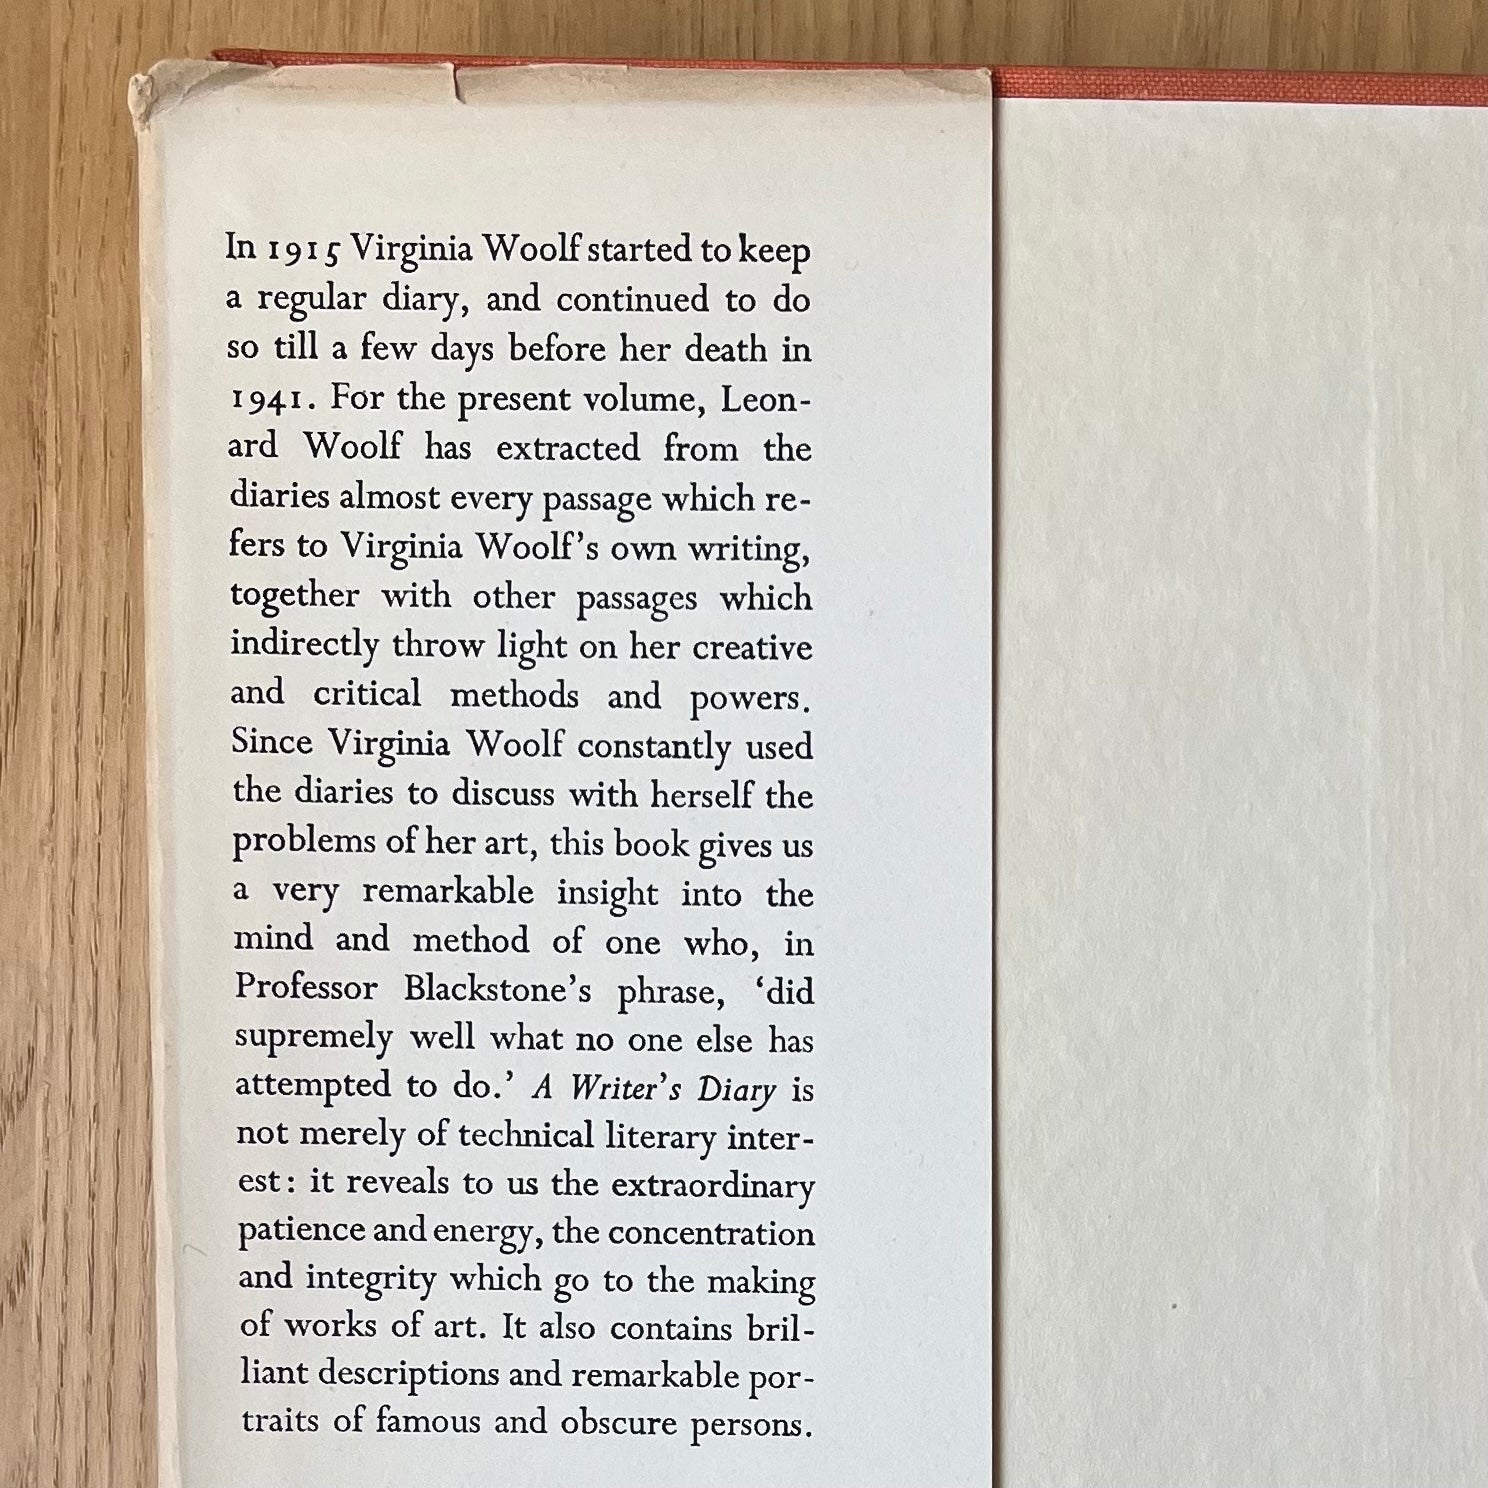 In 1915 Virginia Woolf started to keep
a regular diary, and continued to do
so till a few days before her death in
1941. For the present volume, Leon-
ard Woolf has extracted from the
diaries almost every passage which re-
fers to Virginia Woolf’s own writing,
together with other passages which
indirectly throw light on her creative
and critical methods and powers.
Since Virginia Woolf constantly used
the diaries to discuss with herself the
problems of her art, this book gives us
a very remarkable insight into the
mind and method of one who, in
Professor Blackstone’s phrase, ‘did
supremely well what no one else has
attempted to do.’ A Writer’s Diary is
not merely of technical literary inter-
est: it reveals to us the extraordinary
patience and energy, the concentration
and integrity which go to the making
of works of art. It also contains bril-
liant descriptions and remarkable por-
traits of famous and obscure persons.